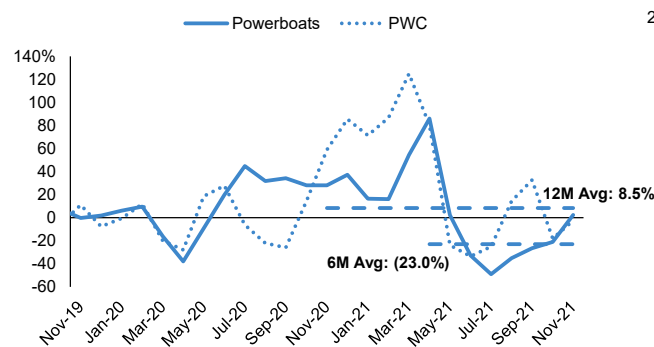 Powerboats PWC 2
140%
120
100
80
60
40
20
0
-20
-40
-60
12M Avg: 8.5%
6M Avg: (23.0%)
Nov-19 Jan-20 Mar-20 May-20 Jul-20 Sep-20 Nov-20 Jan-21 Mar-21 May-21 Jul-21 Sep-21 Nov-21